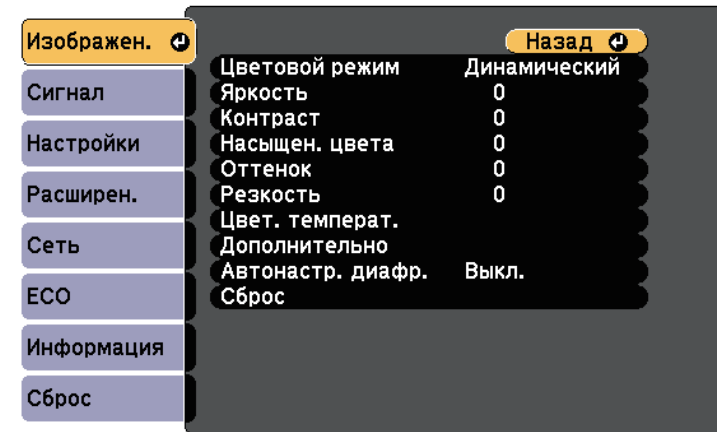 Изображен.
Сигнал
Настройки
Расширен.
Сеть
ECO
Информация
Сброс
Назад
Цветовой режим Динамический
Яркость 0
Контраст 0
Насыщен. цвета 0
Оттенок 0
Резкость 0
Цвет. температ.
Дополнительно
Автонастр. диафр. Выкл.
Сброс